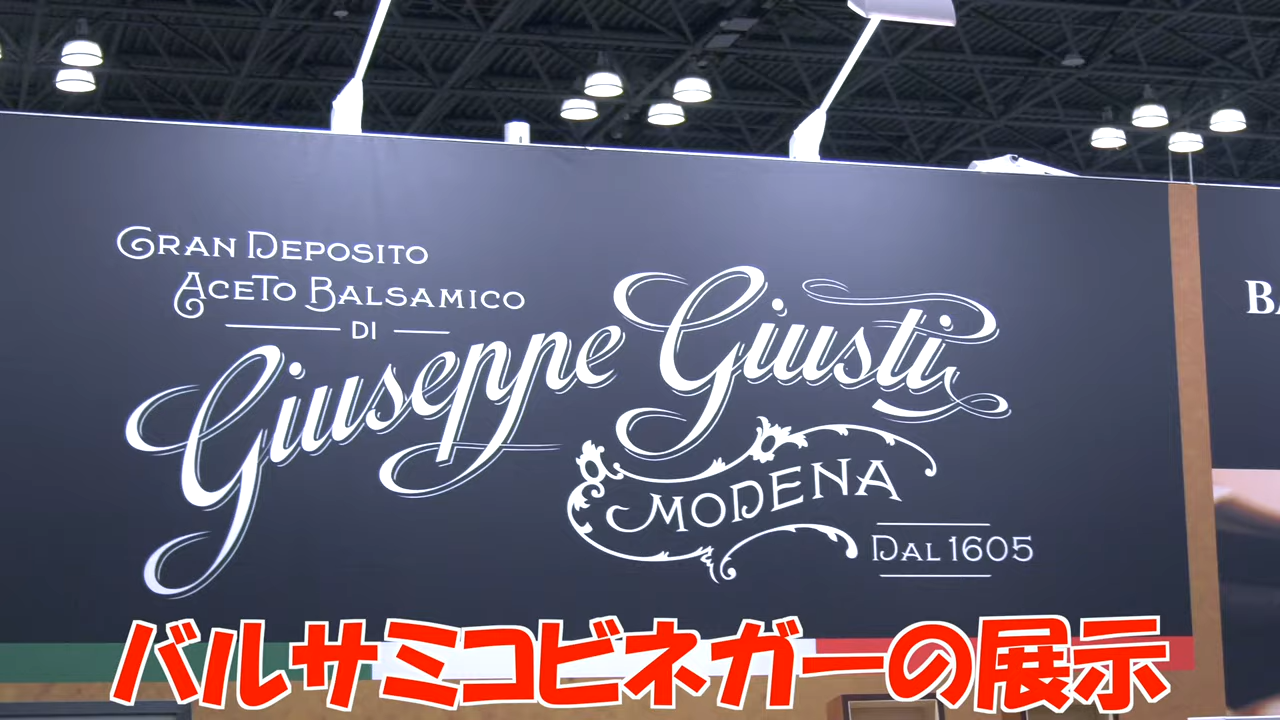 Gran Deposito
Aceto Balsamico
DI
Giuseppe Giusti
MODENA
Dal 1605
バルサミコビネガーの展示